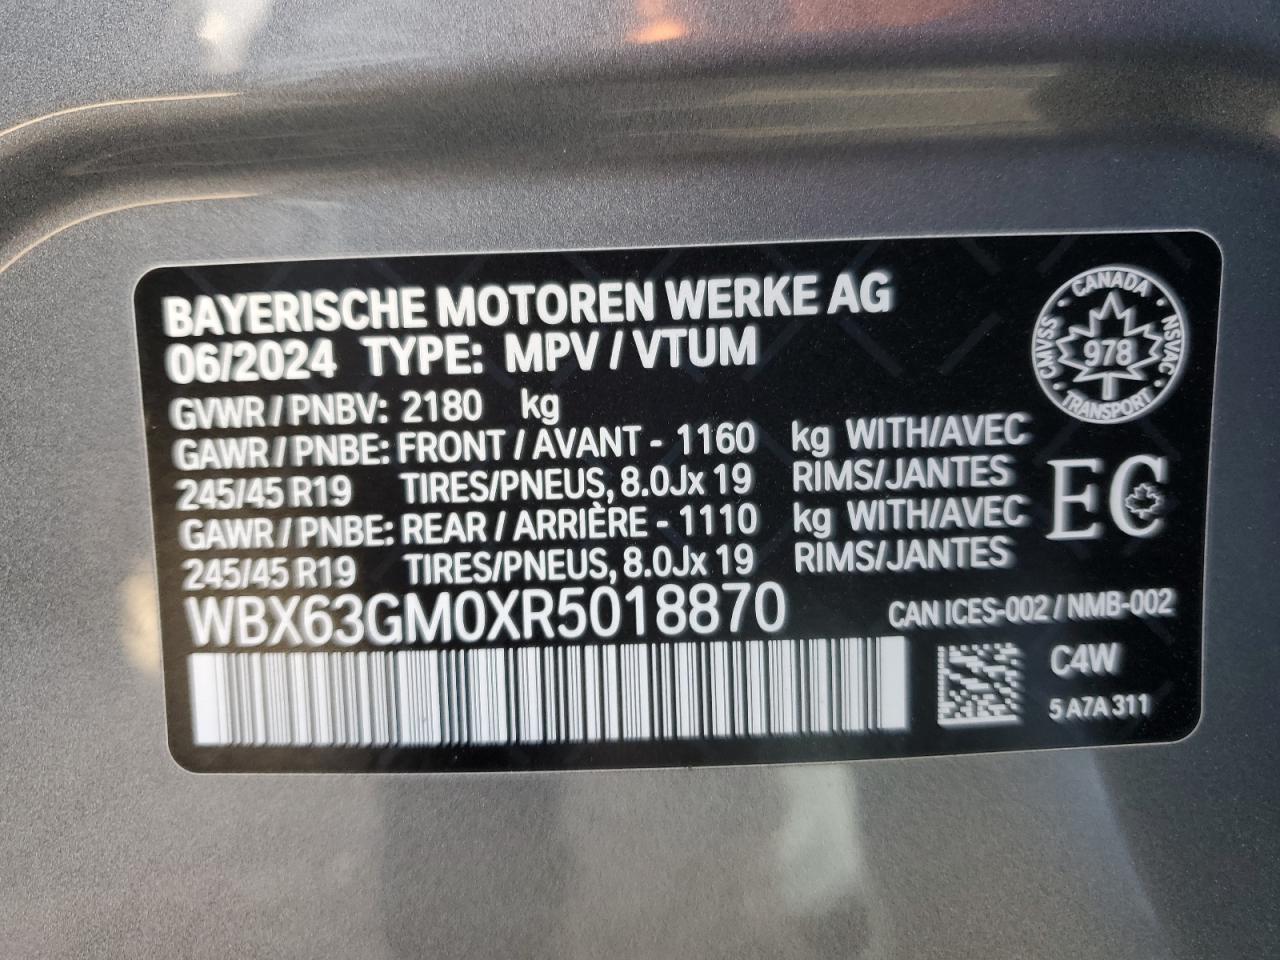 BAYERISCHE MOTOREN WERKE AG
06/2024 TYPE: MPV / VTUM
GVWR / PNBV: 2180 kg
GAWR / PNBE: FRONT / AVANT - 1160 kg WITH/AVEC
245/45 R19 TIRES/PNEUS, 8.0Jx 19 RIMS/JANTES
GAWR / PNBE: REAR / ARRIÈRE - 1110 kg WITH/AVEC
245/45 R19 TIRES/PNEUS, 8.0Jx 19 RIMS/JANTES
WBX63GM0XR5018870
CANADA
CMVSS 978 NSVAC
TRANSPORT
EC
CAN ICES-002 / NMB-002
C4W
5 A7A 311